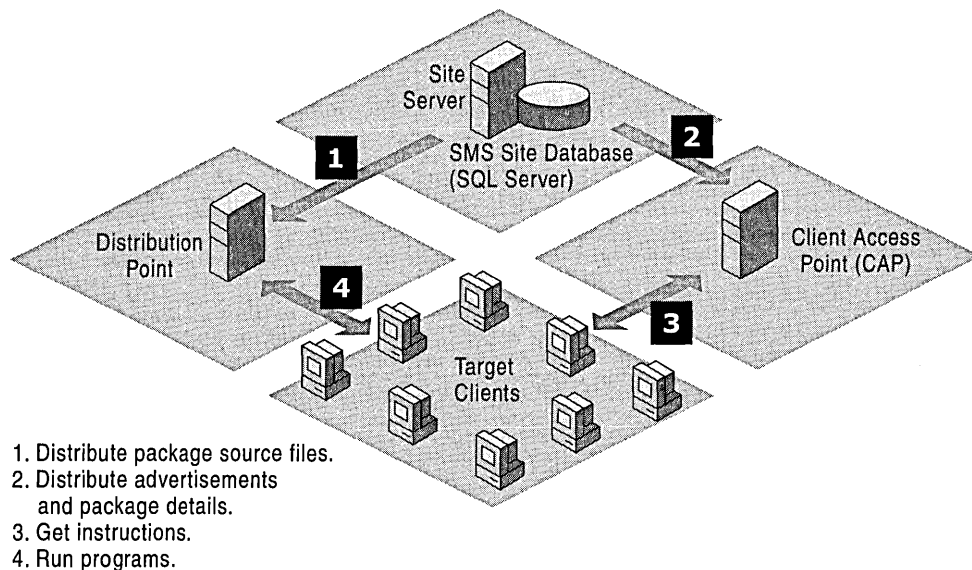 Site
Server
1
2
SMS Site Database
(SQL Server)
Distribution
Point
Client Access
Point (CAP)
4
3
Target
Clients
1. Distribute package source files.
2. Distribute advertisements
and package details.
3. Get instructions.
4. Run programs.